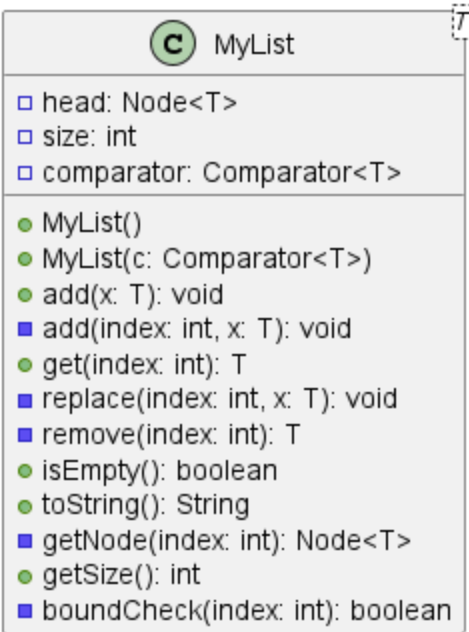 T
C MyList
head: Node<T>
size: int
comparator: Comparator<T>
MyList()
MyList(c: Comparator<T>)
add(x: T): void
add(index: int, x: T): void
get(index: int): T
replace(index: int, x: T): void
remove(index: int): T
isEmpty(): boolean
toString(): String
getNode(index: int): Node<T>
getSize(): int
boundCheck(index: int): boolean